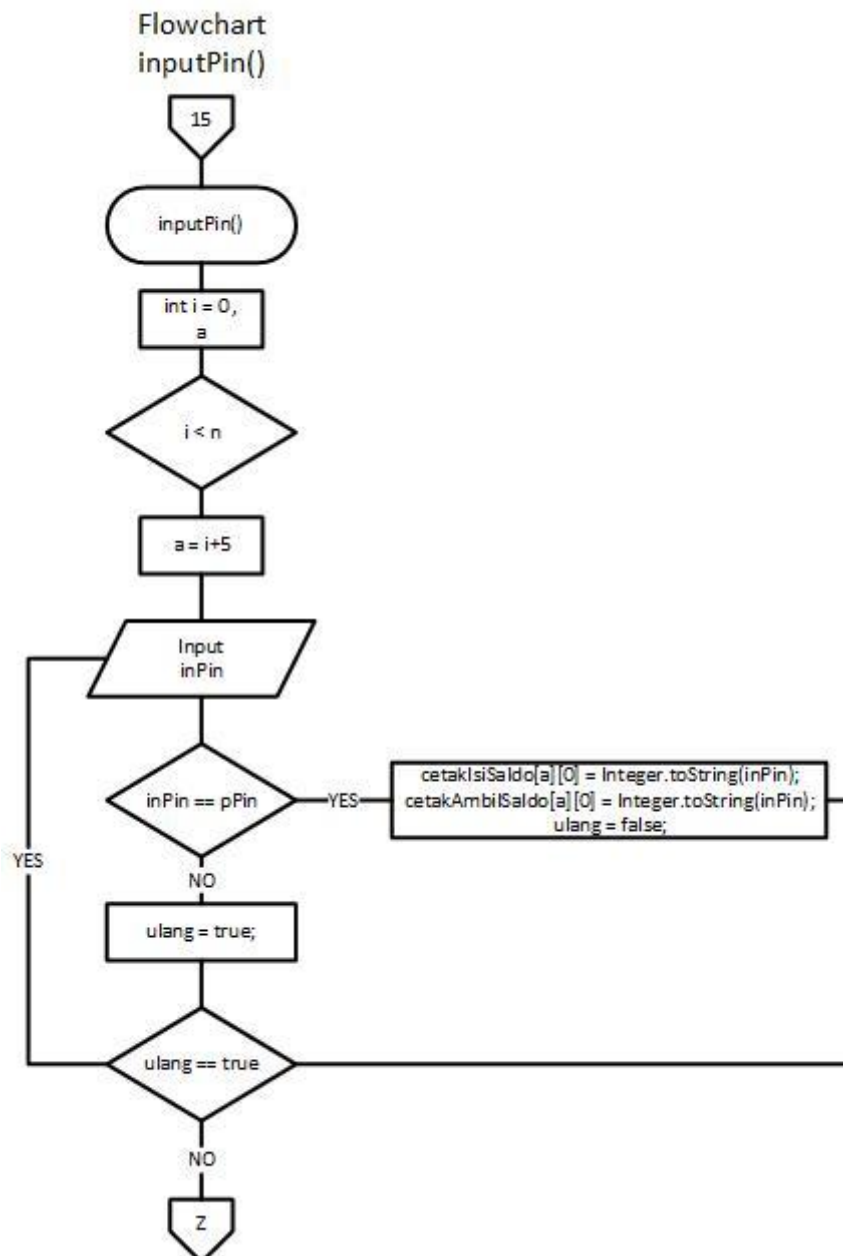 Flowchart
inputPin()
15
inputPin()
int i = 0,
a
i < n
a = i+5
Input
inPin
inPin == pPin
YES
cetakIsiSaldo[a][0] = Integer.toString(inPin);
cetakAmbilSaldo[a][0] = Integer.toString(inPin);
ulang = false;
YES
NO
ulang = true;
ulang == true
NO
Z